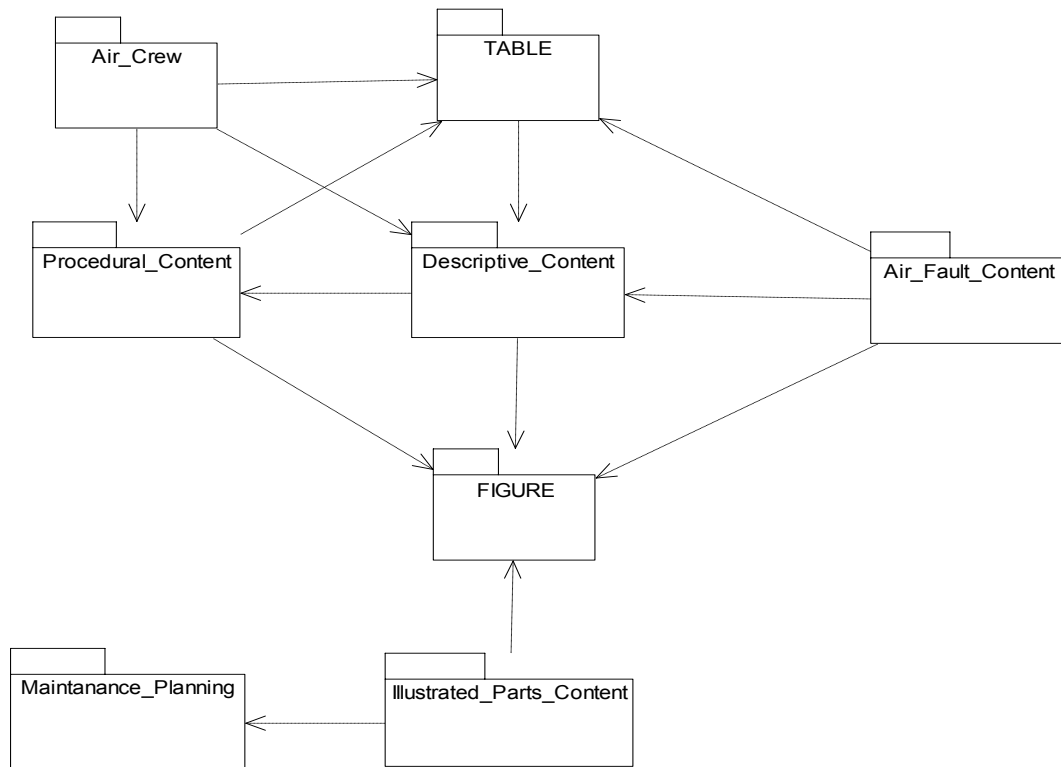 Air_Crew
TABLE
Procedural_Content
Descriptive_Content
Air_Fault_Content
FIGURE
Maintanance_Planning
Illustrated_Parts_Content